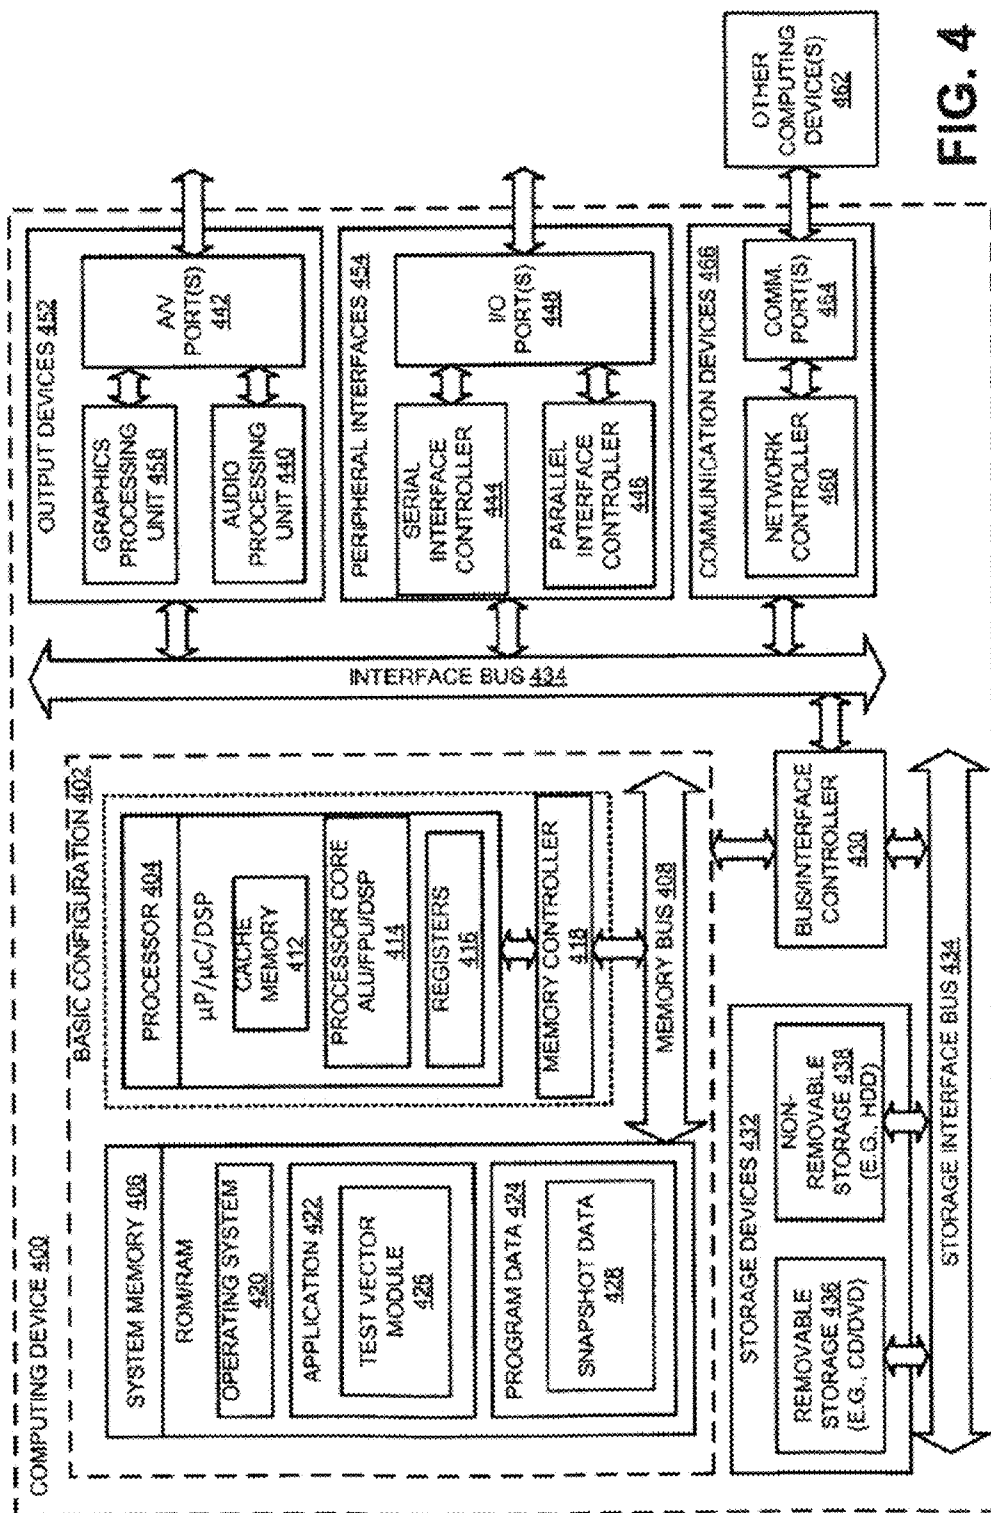 COMPUTING DEVICE 400
BASIC CONFIGURATION 402
SYSTEM MEMORY 406
ROM/RAM
OPERATING SYSTEM
420
APPLICATION 422
TEST VECTOR
MODULE
426
PROGRAM DATA 424
SNAPSHOT DATA
428
PROCESSOR 404
µP/µC/DSP
CACHE
MEMORY
412
PROCESSOR CORE
ALU/FPU/DSP
414
REGISTERS
416
MEMORY CONTROLLER
418
MEMORY BUS 408
STORAGE DEVICES 432
REMOVABLE
STORAGE 436
(E.G., CD/DVD)
NON-
REMOVABLE
STORAGE 438
(E.G., HDD)
BUS/INTERFACE
CONTROLLER
430
STORAGE INTERFACE BUS 434
INTERFACE BUS 434
OUTPUT DEVICES 452
GRAPHICS
PROCESSING
UNIT 458
AUDIO
PROCESSING
UNIT 440
A/V
PORT(S)
442
PERIPHERAL INTERFACES 454
SERIAL
INTERFACE
CONTROLLER
444
PARALLEL
INTERFACE
CONTROLLER
446
I/O
PORT(S)
448
COMMUNICATION DEVICES 466
NETWORK
CONTROLLER
460
COMM.
PORT(S)
464
OTHER
COMPUTING
DEVICE(S)
462
FIG. 4